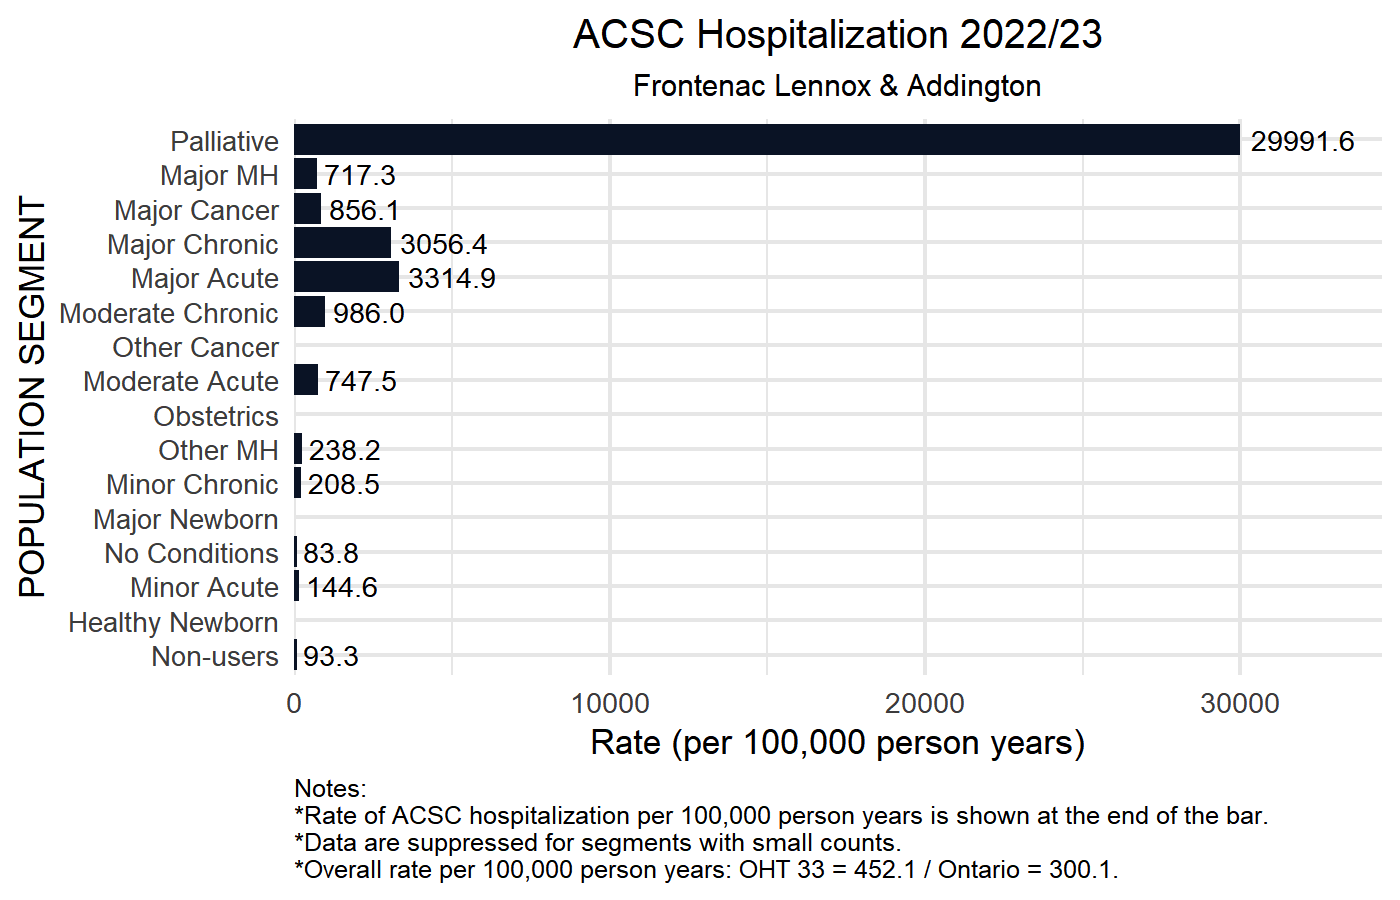 ACSC Hospitalization 2022/23
Frontenac Lennox & Addington
POPULATION SEGMENT
Palliative 29991.6
Major MH 717.3
Major Cancer 856.1
Major Chronic 3056.4
Major Acute 3314.9
Moderate Chronic 986.0
Other Cancer
Moderate Acute 747.5
Obstetrics
Other MH 238.2
Minor Chronic 208.5
Major Newborn
No Conditions 83.8
Minor Acute 144.6
Healthy Newborn
Non-users 93.3
0 10000 20000 30000
Rate (per 100,000 person years)
Notes:
*Rate of ACSC hospitalization per 100,000 person years is shown at the end of the bar.
*Data are suppressed for segments with small counts.
*Overall rate per 100,000 person years: OHT 33 = 452.1 / Ontario = 300.1.